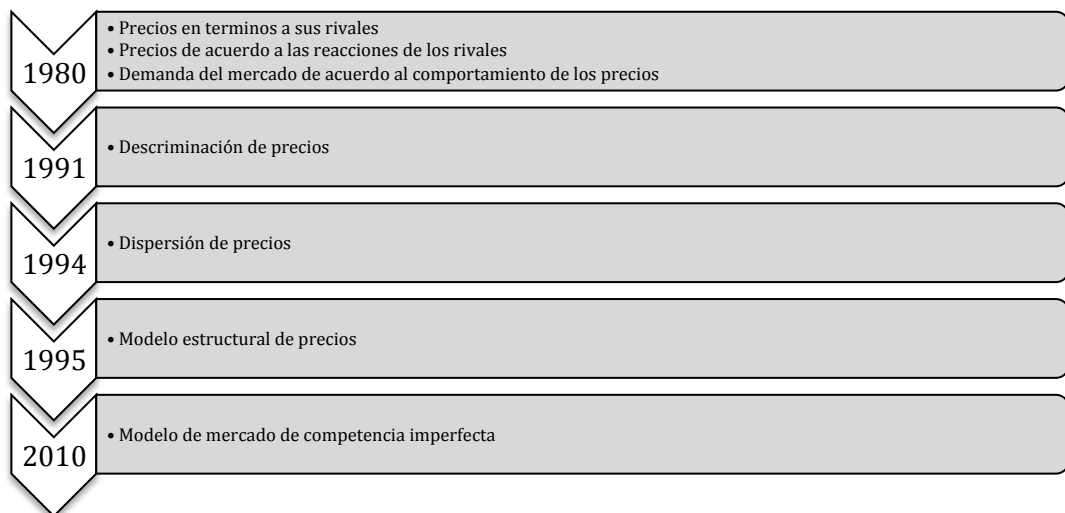 1980
• Precios en terminos a sus rivales
• Precios de acuerdo a las reacciones de los rivales
• Demanda del mercado de acuerdo al comportamiento de los precios
1991
• Descriminación de precios
1994
• Dispersión de precios
1995
• Modelo estructural de precios
2010
• Modelo de mercado de competencia imperfecta